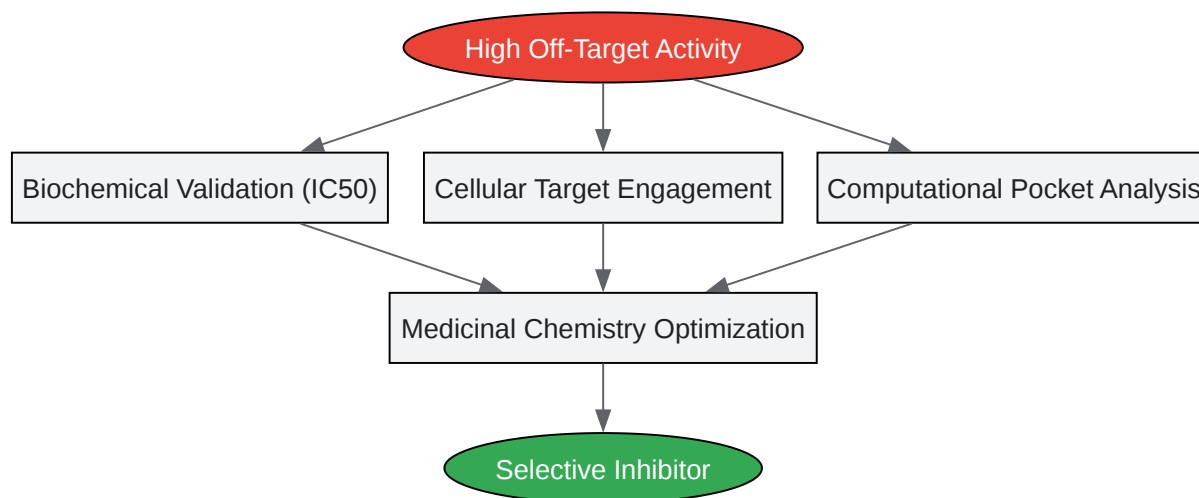 High Off-Target Activity
Biochemical Validation (IC50)
Cellular Target Engagement
Computational Pocket Analysis
Medicinal Chemistry Optimization
Selective Inhibitor